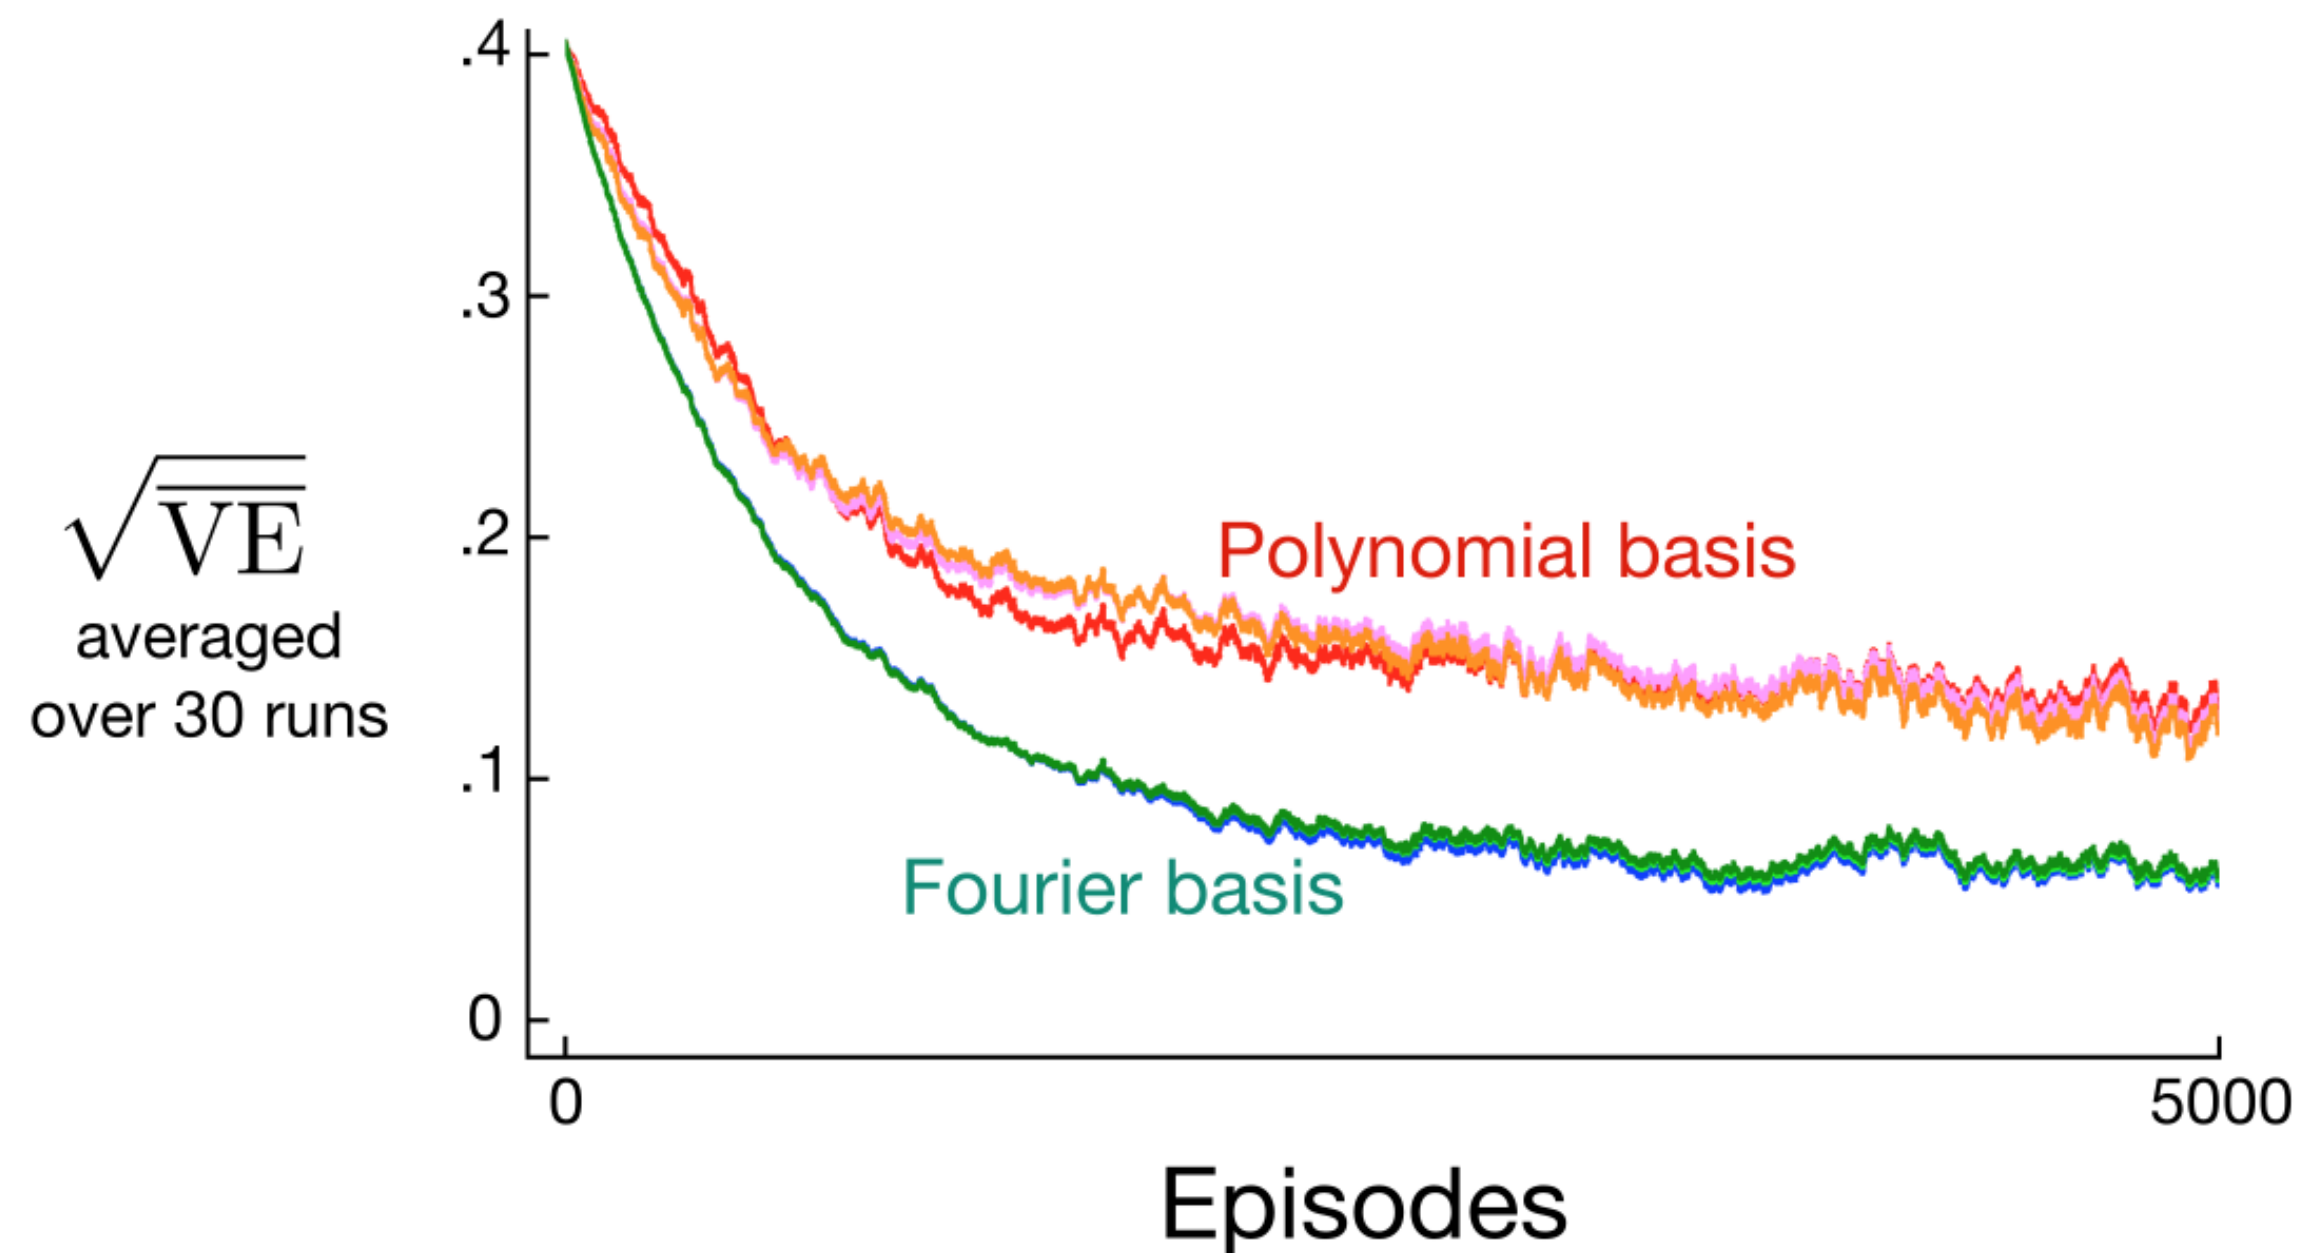 .4
.3
.2
.1
0
√VE
averaged
over 30 runs
Polynomial basis
Fourier basis
0
5000
Episodes